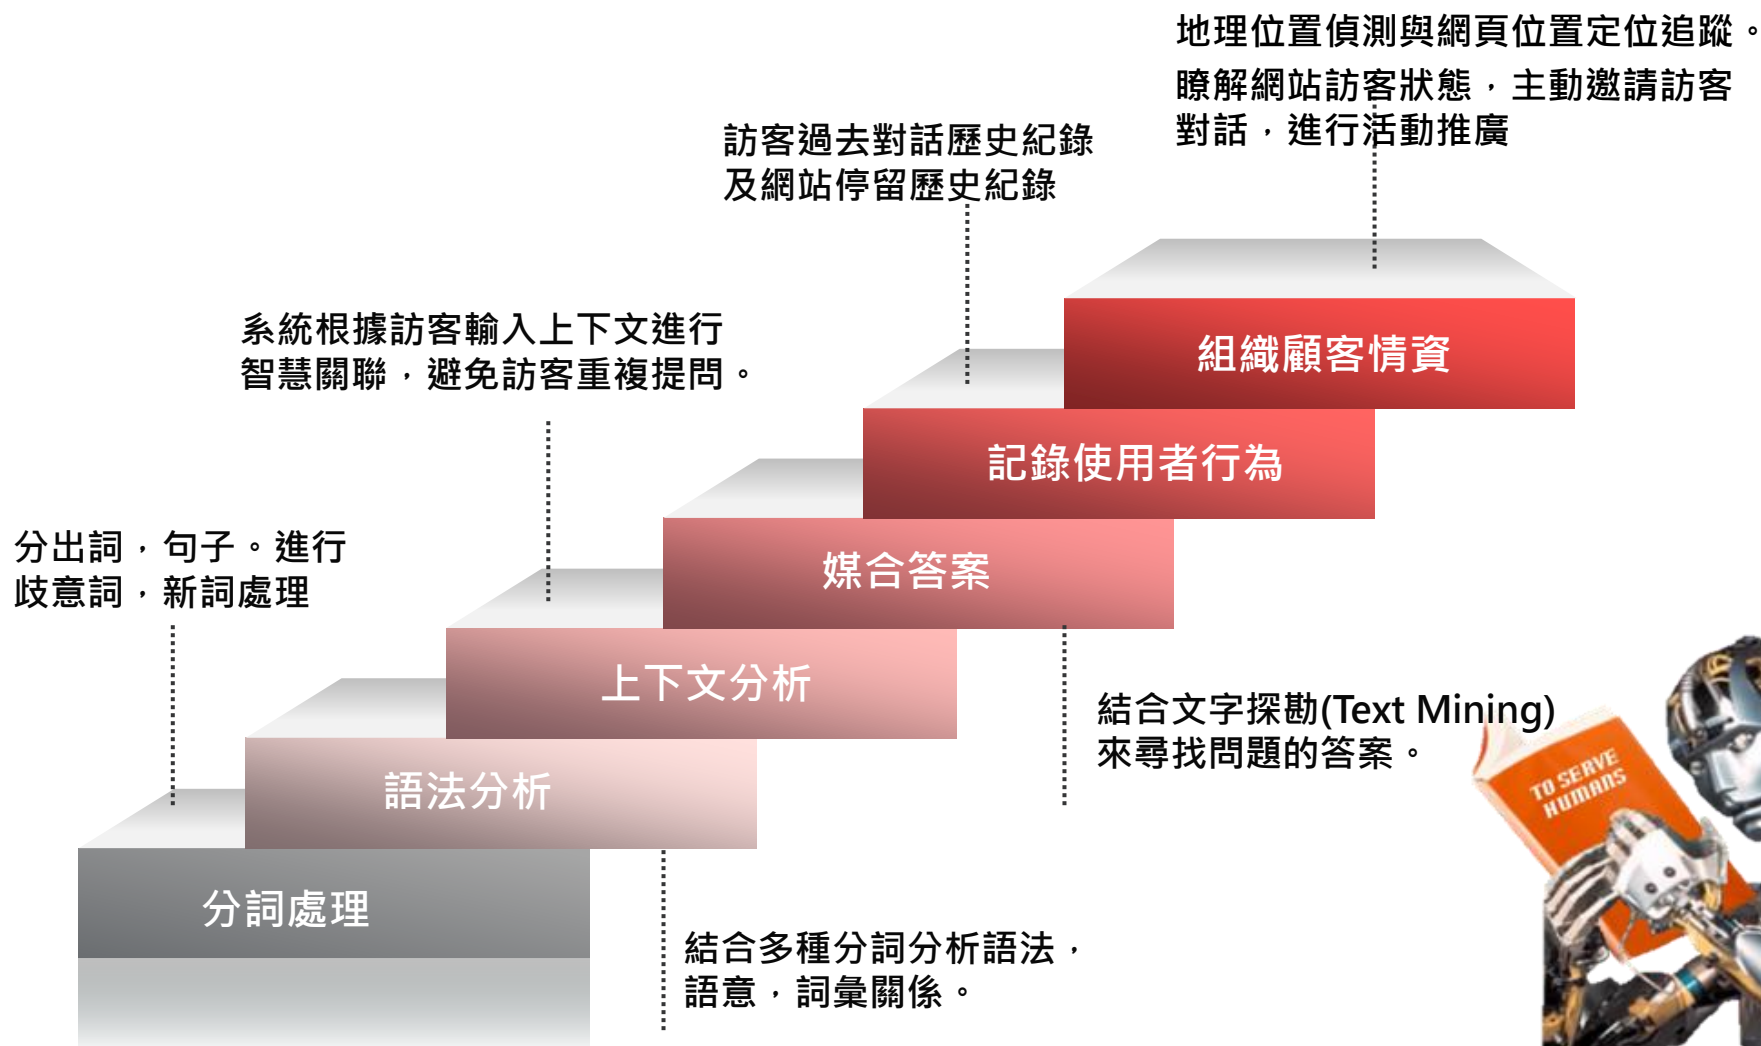 地理位置偵測與網頁位置定位追蹤。
瞭解網站訪客狀態，主動邀請訪客
對話，進行活動推廣
訪客過去對話歷史紀錄
及網站停留歷史紀錄
組織顧客情資
系統根據訪客輸入上下文進行
智慧關聯，避免訪客重複提問。
記錄使用者行為
分出詞，句子。進行
歧意詞，新詞處理
媒合答案
上下文分析
結合文字探勘(Text Mining)
來尋找問題的答案。
TO SERVE
HUMANS
語法分析
分詞處理
結合多種分詞分析語法，
語意，詞彙關係。